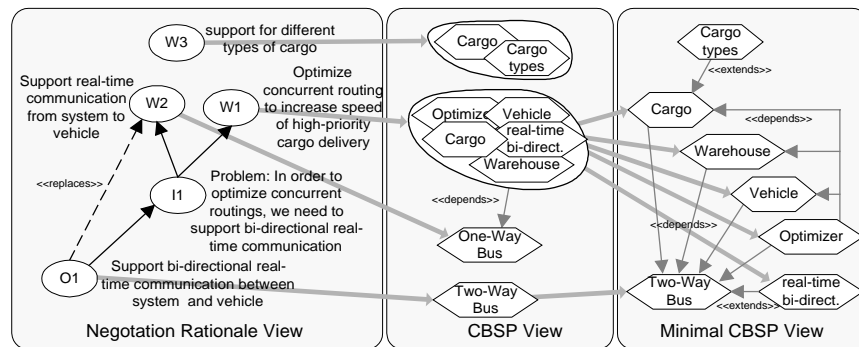 W3
support for different
types of cargo
Support real-time
communication
from system to
vehicle
W2
W1
Optimize
concurrent routing
to increase speed
of high-priority
cargo delivery
<<replaces>>
I1
Problem: In order to
optimize concurrent
routings, we need to
support bi-directional real-
time communication
O1
Support bi-directional real-
time communication between
system and vehicle
Negotation Rationale View
Cargo
Cargo
types
Optimizer
Vehicle
Cargo
real-time
bi-direct.
Warehouse
<<depends>>
One-Way
Bus
Two-Way
Bus
CBSP View
Cargo
types
<<extends>>
Cargo
<<depends>>
Warehouse
Vehicle
<<depends>>
Optimizer
Two-Way
Bus
real-time
bi-direct.
<<extends>>
Minimal CBSP View